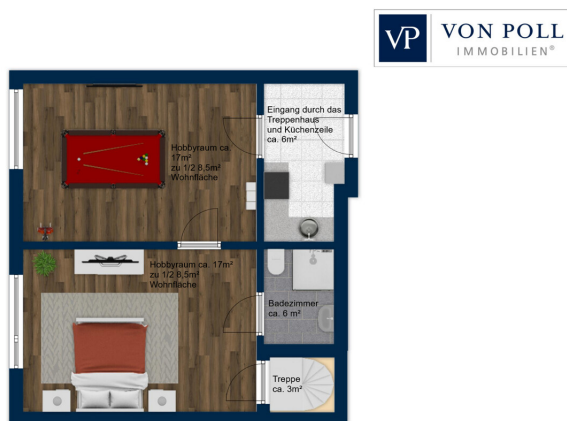 VP
VON POLL
IMMOBILIEN®
Eingang durch das
Treppenhaus
und Küchenzeile
ca. 6m²
Hobbyraum ca.
17m²
zu 1/2 8,5m²
Wohnfläche
Hobbyraum ca. 17m²
zu 1/2 8,5m²
Wohnfläche
Badezimmer
ca. 6 m²
Treppe
ca. 3m²